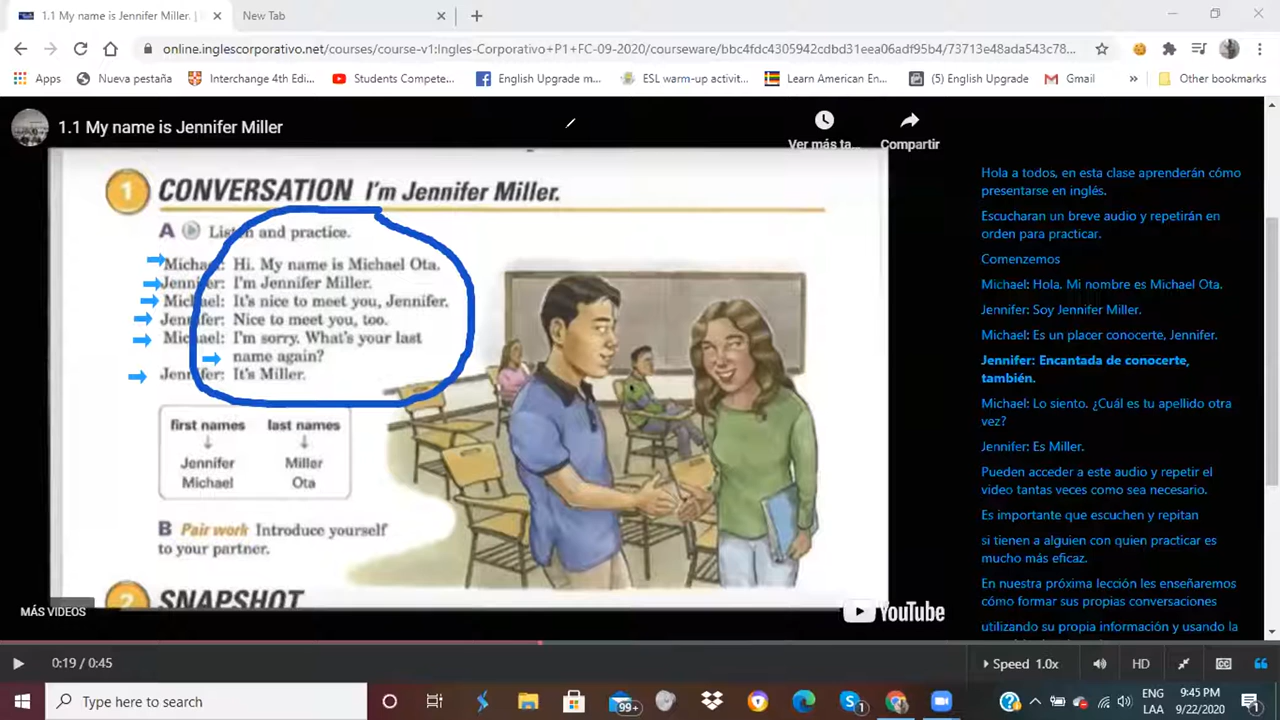 1.1 My name is Jennifer Miller. |
New Tab
online.inglescorporativo.net/courses/course-v1:Ingles-Corporativo+P1+FC-09-2020/courseware/bbc4fdc4305942cdbd31eea06adf95b4/73713e48ada543c78...
Apps
Nueva pestaña
Interchange 4th Edi...
Students Compete...
English Upgrade m...
ESL warm-up activit...
Learn American En...
(5) English Upgrade
Gmail
»
Other bookmarks
1.1 My name is Jennifer Miller
Ver más ta...
Compartir
1 CONVERSATION I'm Jennifer Miller.
A Listen and practice.
Michael: Hi. My name is Michael Ota.
Jennifer: I'm Jennifer Miller.
Michael: It's nice to meet you, Jennifer.
Jennifer: Nice to meet you, too.
Michael: I'm sorry. What's your last
name again?
Jennifer: It's Miller.
first names last names
Jennifer Miller
Michael Ota
B Pair work Introduce yourself
to your partner.
2 SNAPSHOT
MÁS VIDEOS
YouTube
Hola a todos, en esta clase aprenderán cómo
presentarse en inglés.
Escucharan un breve audio y repetirán en
orden para practicar.
Comenzemos
Michael: Hola. Mi nombre es Michael Ota.
Jennifer: Soy Jennifer Miller.
Michael: Es un placer conocerte, Jennifer.
Jennifer: Encantada de conocerte,
también.
Michael: Lo siento. ¿Cuál es tu apellido otra
vez?
Jennifer: Es Miller.
Pueden acceder a este audio y repetir el
video tantas veces como sea necesario.
Es importante que escuchen y repitan
si tienen a alguien con quien practicar es
mucho más eficaz.
En nuestra próxima lección les enseñaremos
cómo formar sus propias conversaciones
utilizando su propia información y usando la
0:19 / 0:45
Speed 1.0x
HD
Type here to search
99+
1
ENG
LAA
9:45 PM
9/22/2020
1